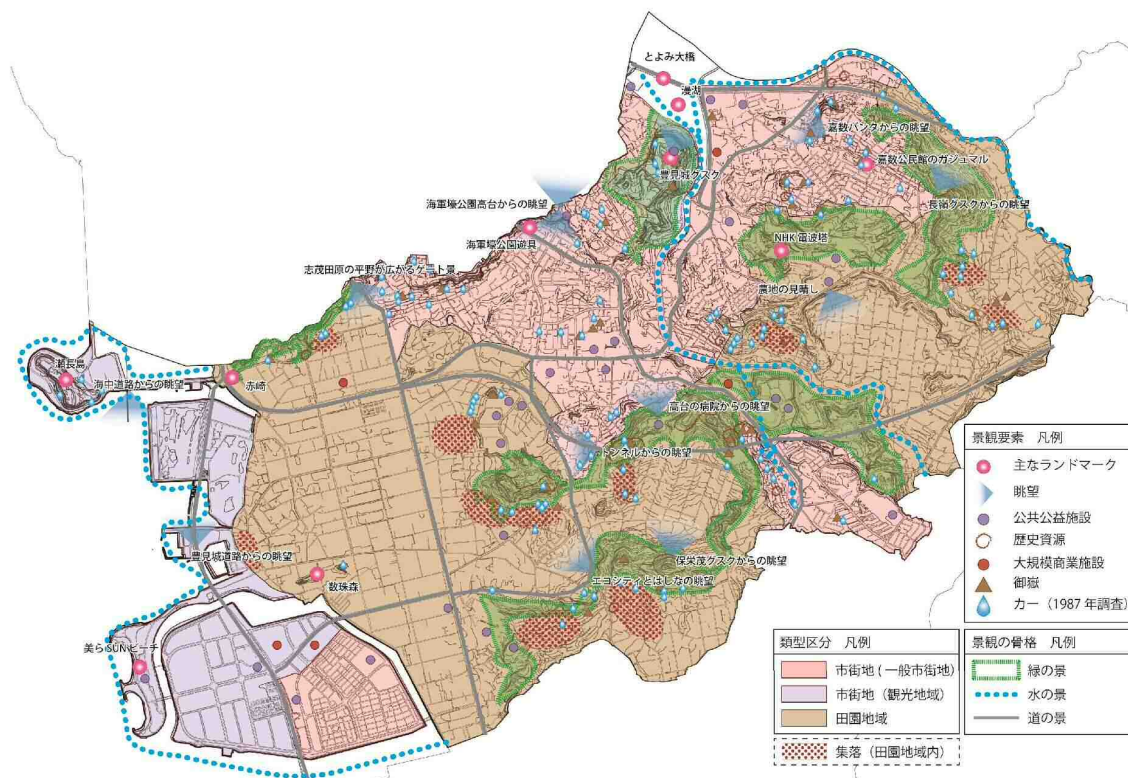 とよみ大橋
漫湖
嘉数バンタからの眺望
嘉数公民館のガジュマル
豊見城グスク
長嶺グスクからの眺望
海軍壕公園高台からの眺望
海軍壕公園遊具
NHK電波塔
志茂田原の平野が広がるゲート景
墓地の見晴し
瀬長島
海中道路からの眺望
赤崎
高台の病院からの眺望
トンネルからの眺望
豊見城道路からの眺望
保栄茂グスクからの眺望
数珠森
エコシティとはしなの眺望
美らSUNビーチ
景観要素 凡例
主なランドマーク
眺望
公共公益施設
歴史資源
大規模商業施設
御嶽
カー（1987年調査）
類型区分 凡例
市街地(一般市街地)
市街地（観光地域）
田園地域
集落（田園地域内）
景観の骨格 凡例
緑の景
水の景
道の景